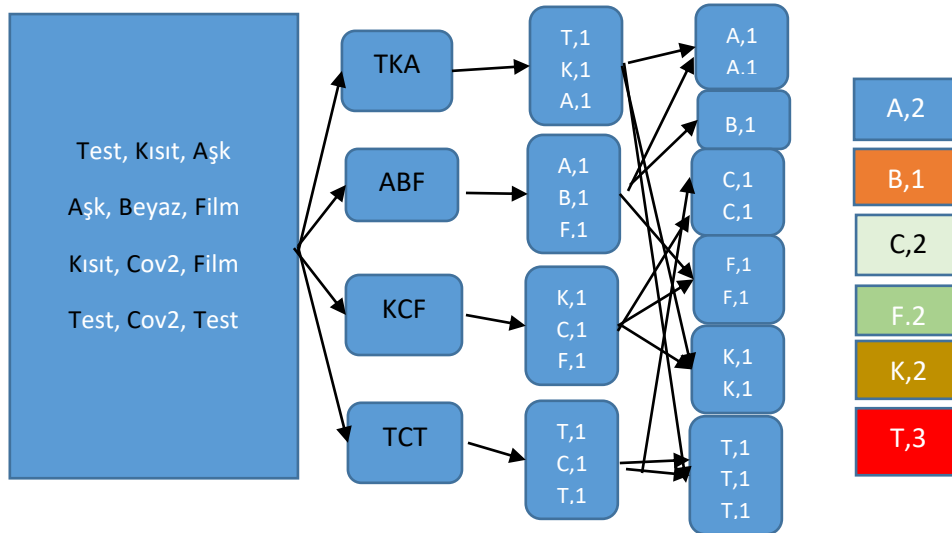 Test, Kısıt, Aşk
Aşk, Beyaz, Film
Kısıt, Cov2, Film
Test, Cov2, Test
TKA
ABF
KCF
TCT
T,1
K,1
A,1
A,1
B,1
F,1
K,1
C,1
F,1
T,1
C,1
T,1
A,1
A.1
B,1
C,1
C,1
F,1
F,1
K,1
K,1
T,1
T,1
T,1
A,2
B,1
C,2
F.2
K,2
T,3